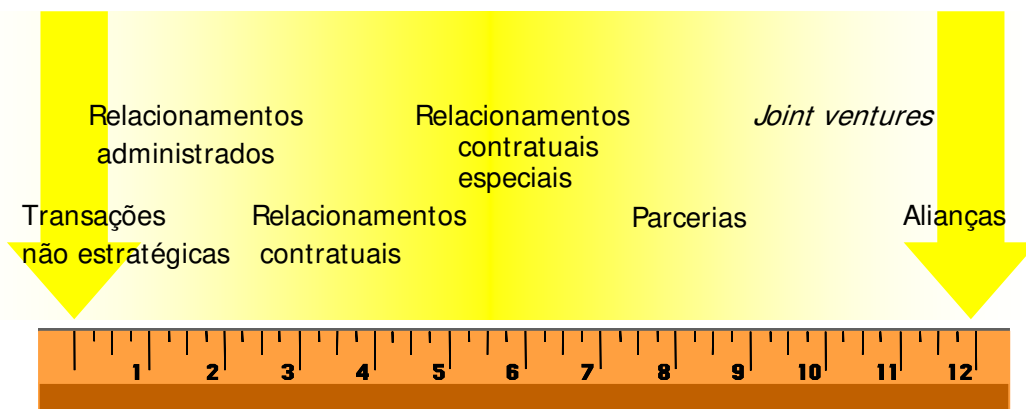 Relacionamentos
administrados
Relacionamentos
contratuais
especiais
Joint ventures
Transações
não estratégicas
Relacionamentos
contratuais
Parcerias
Alianças
1 2 3 4 5 6 7 8 9 10 11 12